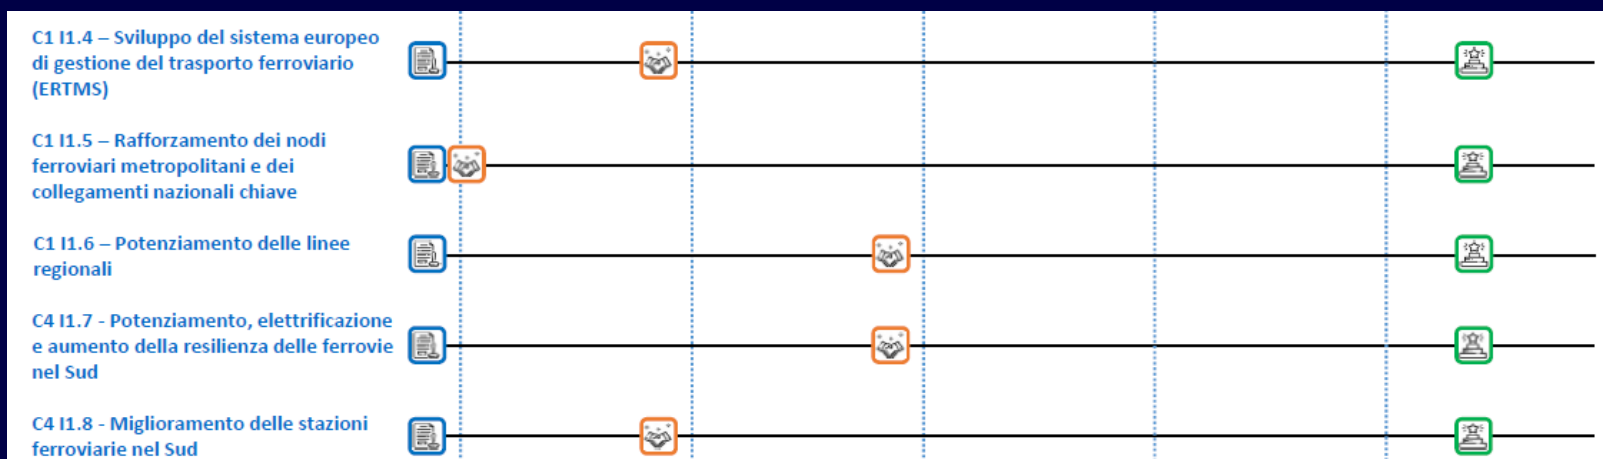 C1 I1.4 – Sviluppo del sistema europeo
di gestione del trasporto ferroviario
(ERTMS)
C1 I1.5 – Rafforzamento dei nodi
ferroviari metropolitani e dei
collegamenti nazionali chiave
C1 I1.6 – Potenziamento delle linee
regionali
C4 I1.7 - Potenziamento, elettrificazione
e aumento della resilienza delle ferrovie
nel Sud
C4 I1.8 - Miglioramento delle stazioni
ferroviarie nel Sud